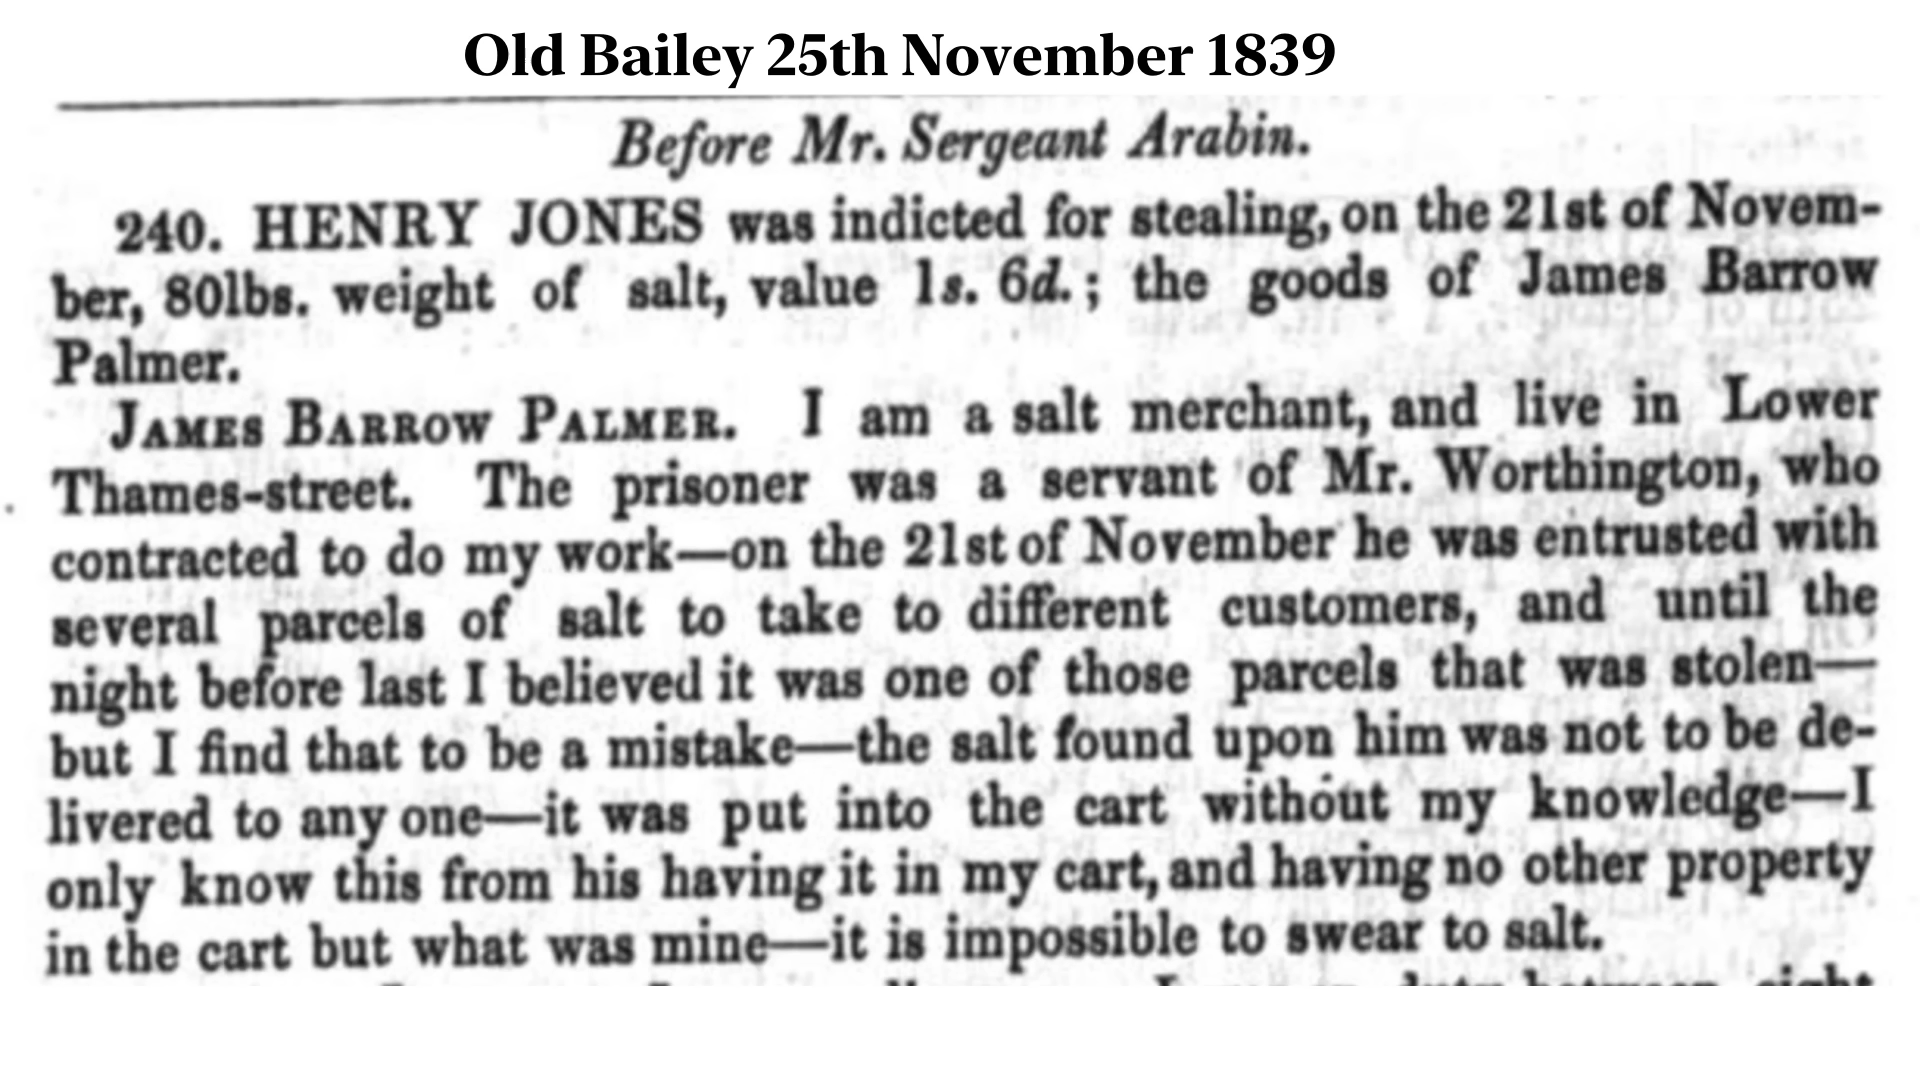 Old Bailey 25th November 1839
Before Mr. Sergeant Arabin.
240. HENRY JONES was indicted for stealing, on the 21st of Novem-
ber, 80lbs. weight of salt, value 1s. 6d.; the goods of James Barrow
Palmer.
JAMES BARROW PALMER. I am a salt merchant, and live in Lower
Thames-street. The prisoner was a servant of Mr. Worthington, who
contracted to do my work—on the 21st of November he was entrusted with
several parcels of salt to take to different customers, and until the
night before last I believed it was one of those parcels that was stolen—
but I find that to be a mistake—the salt found upon him was not to be de-
livered to any one—it was put into the cart without my knowledge—I
only know this from his having it in my cart, and having no other property
in the cart but what was mine—it is impossible to swear to salt.